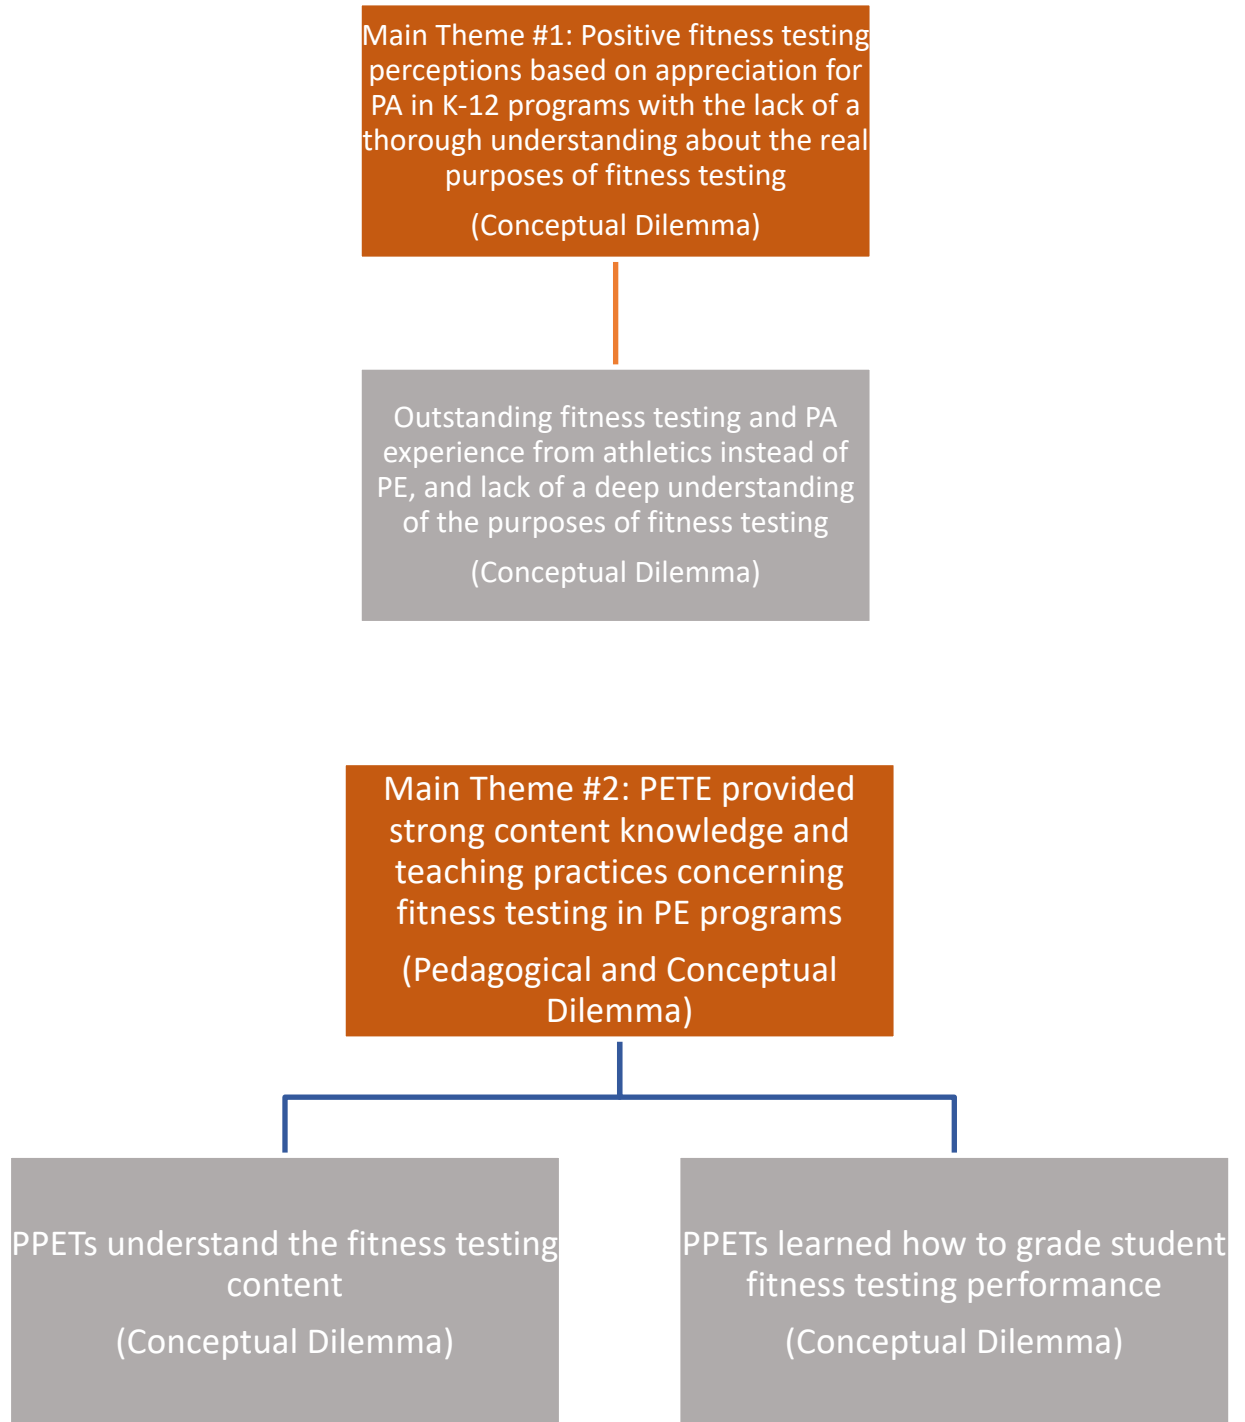 Main Theme #1: Positive fitness testing
perceptions based on appreciation for
PA in K-12 programs with the lack of a
thorough understanding about the real
purposes of fitness testing
(Conceptual Dilemma)
Outstanding fitness testing and PA
experience from athletics instead of
PE, and lack of a deep understanding
of the purposes of fitness testing
(Conceptual Dilemma)
Main Theme #2: PETE provided
strong content knowledge and
teaching practices concerning
fitness testing in PE programs
(Pedagogical and Conceptual
Dilemma)
PPETs understand the fitness testing
content
(Conceptual Dilemma)
PPETs learned how to grade student
fitness testing performance
(Conceptual Dilemma)